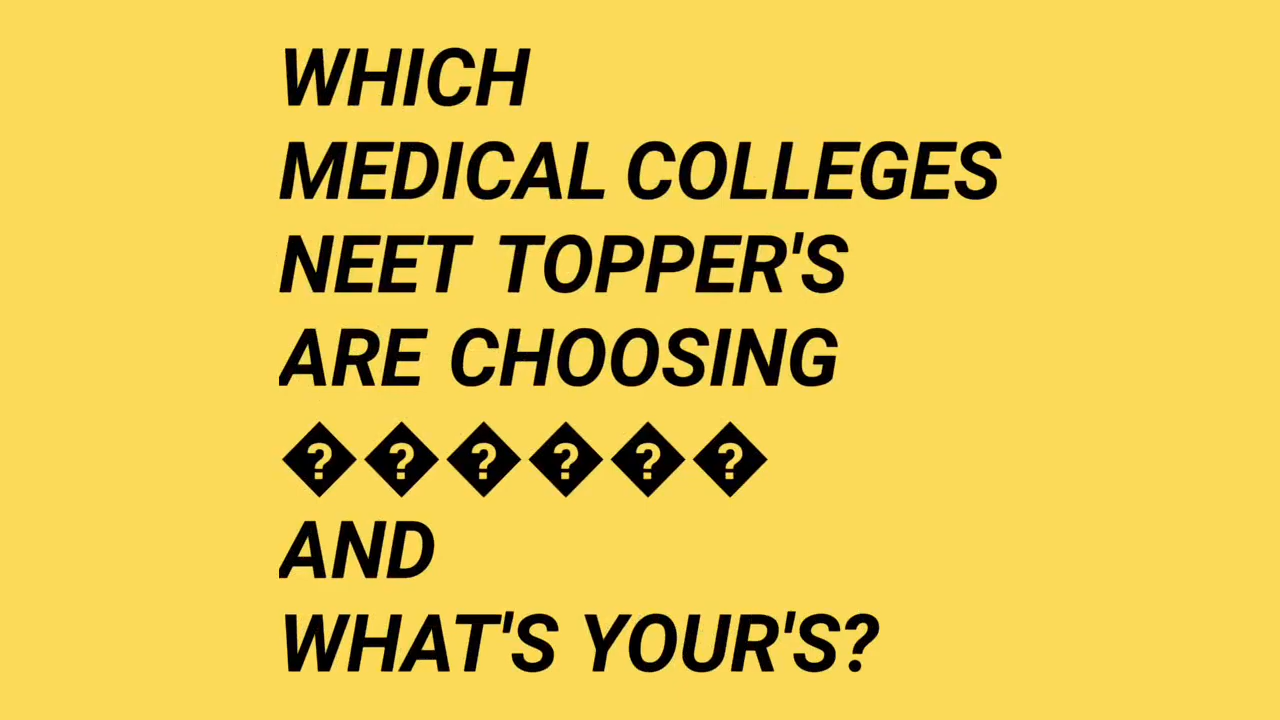 WHICH
MEDICAL COLLEGES
NEET TOPPER'S
ARE CHOOSING
������
AND
WHAT'S YOUR'S?